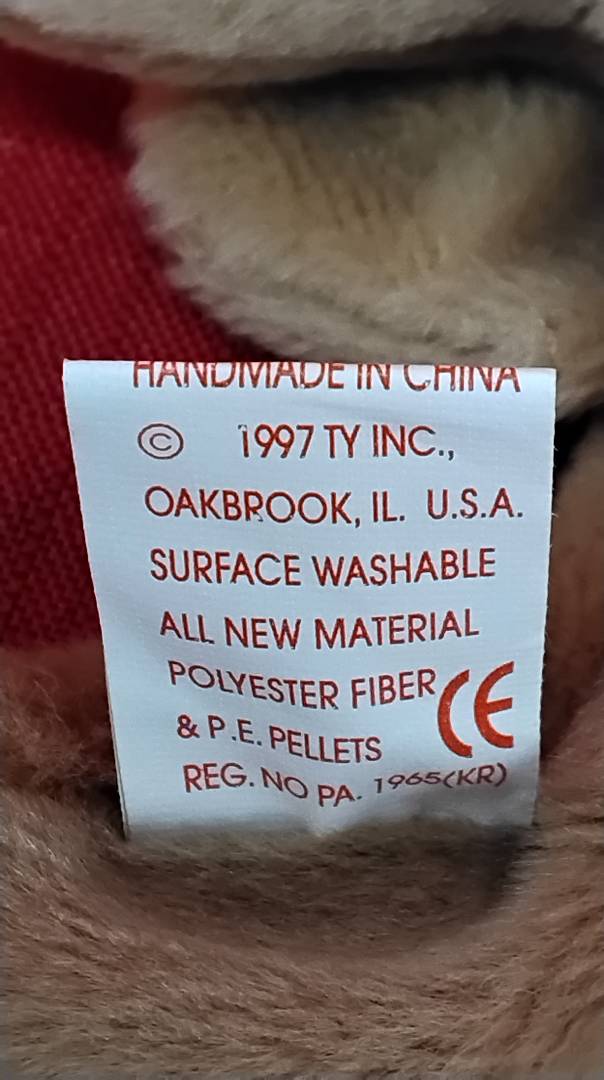 HANDMADE IN CHINA
© 1997 TY INC.,
OAKBROOK, IL. U.S.A.
SURFACE WASHABLE
ALL NEW MATERIAL
POLYESTER FIBER
& P.E. PELLETS
CE
REG. NO PA. 1965(KR)